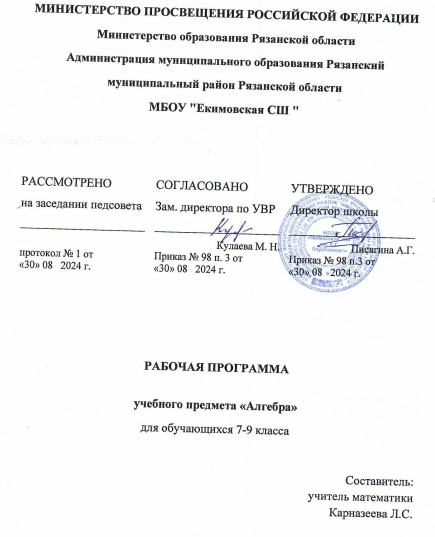 МИНИСТЕРСТВО ПРОСВЕЩЕНИЯ РОССИЙСКОЙ ФЕДЕРАЦИИ
Министерство образования Рязанской области
Администрация муниципального образования Рязанский
муниципальный район Рязанской области
МБОУ "Екимовская СШ "
РАССМОТРЕНО
на заседании педсовета
протокол № 1 от
«30» 08 2024 г.
СОГЛАСОВАНО
Зам. директора по УВР
Кулаева М. Н.
Приказ № 98 п. 3 от
«30» 08 2024 г.
УТВЕРЖДЕНО
Директор школы
Писягина А.Г.
Приказ № 98 п.3 от
«30» 08 2024 г.
РАБОЧАЯ ПРОГРАММА
учебного предмета «Алгебра»
для обучающихся 7-9 класса
Составитель:
учитель математики
Карназеева Л.С.